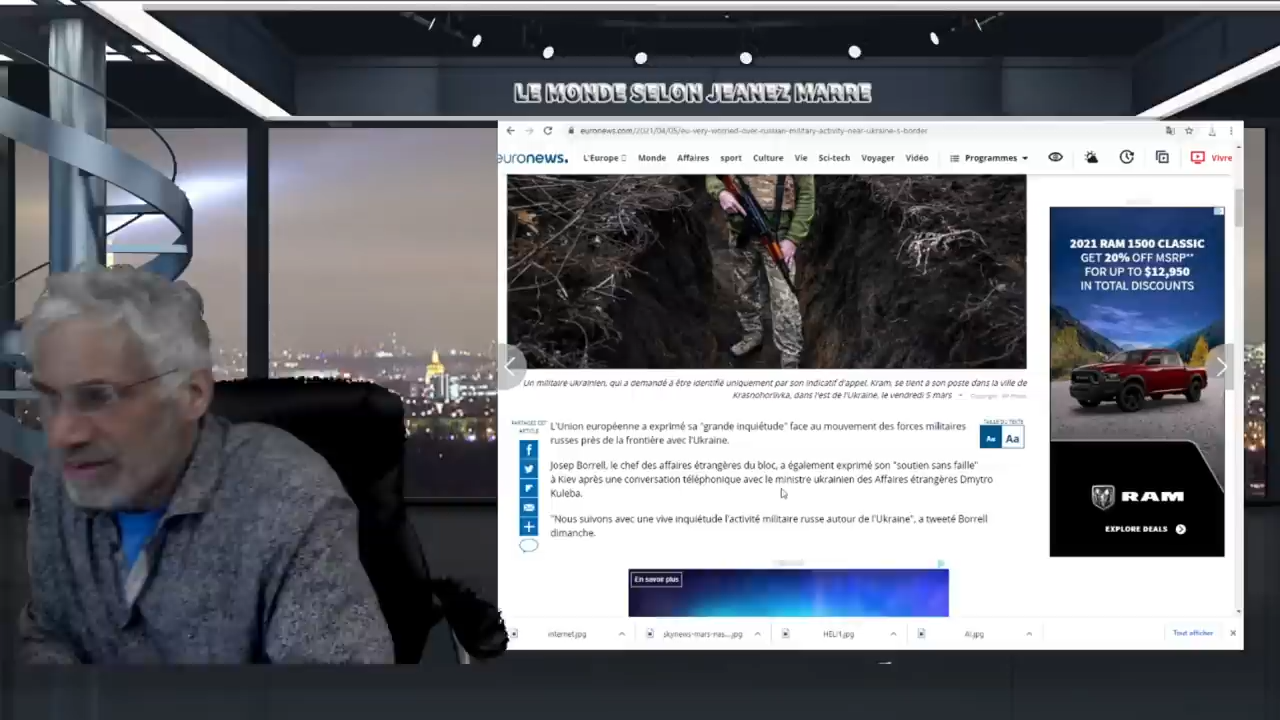 LE MONDE SELON JEANEZ MARRE
euronews.com/2021/04/05/eu-very-worried-over-russian-military-activity-near-ukraine-s-border
euronews. L'Europe Monde Affaires sport Culture Vie Sci-tech Voyager Vidéo Programmes Vivre
2021 RAM 1500 CLASSIC
GET 20% OFF MSRP**
FOR UP TO $12,950
IN TOTAL DISCOUNTS
Un militaire ukrainien, qui a demandé à être identifié uniquement par son indicatif d'appel, Kram, se tient à son poste dans la ville de
Krasnohorivka, dans l'est de l'Ukraine, le vendredi 5 mars
PARTAGES CET
ARTICLE
TAILLE DU TEXTE
Aa Aa
L'Union européenne a exprimé sa "grande inquiétude" face au mouvement des forces militaires
russes près de la frontière avec l'Ukraine.
Josep Borrell, le chef des affaires étrangères du bloc, a également exprimé son "soutien sans faille"
à Kiev après une conversation téléphonique avec le ministre ukrainien des Affaires étrangères Dmytro
Kuleba.
"Nous suivons avec une vive inquiétude l'activité militaire russe autour de l'Ukraine", a tweeté Borrell
dimanche.
RAM
EXPLORE DEALS
En savoir plus
internet.jpg skynews-mars-nas....jpg HELI1.jpg AI.jpg Tout afficher